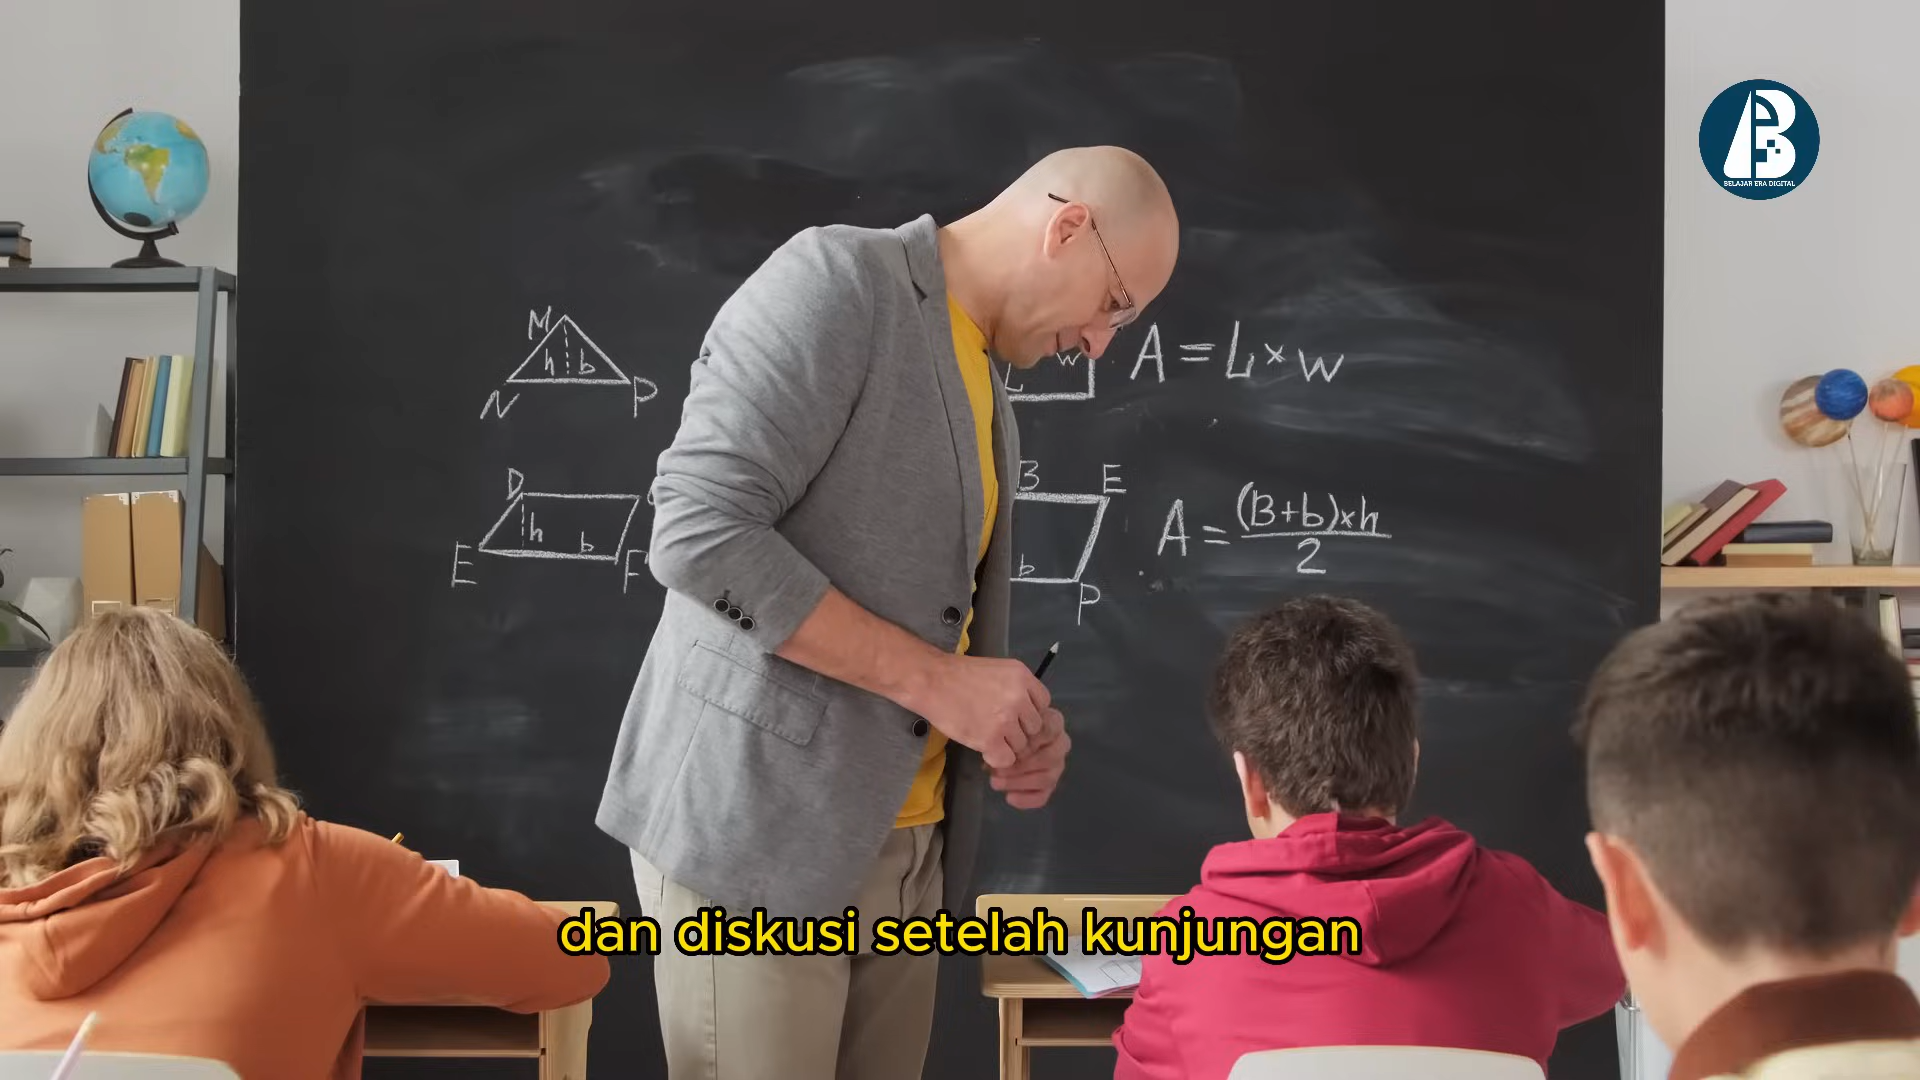 BELAJAR ERA DIGITAL
M
h b
N P
w
L
A = L × w
D
h b
E F
B E
b
P
A = (B+b)×h
2
dan diskusi setelah kunjungan